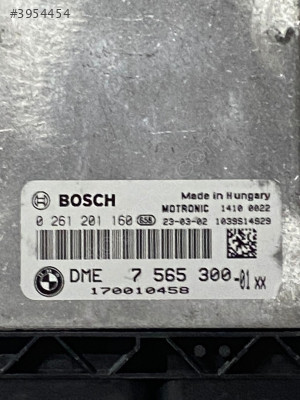 #3954454
BOSCH
Made in Hungary
MOTRONIC 1410 0022
0 261 201 160 658 23-03-02 1039S14929
DME 7 565 300-01 XX
170010458